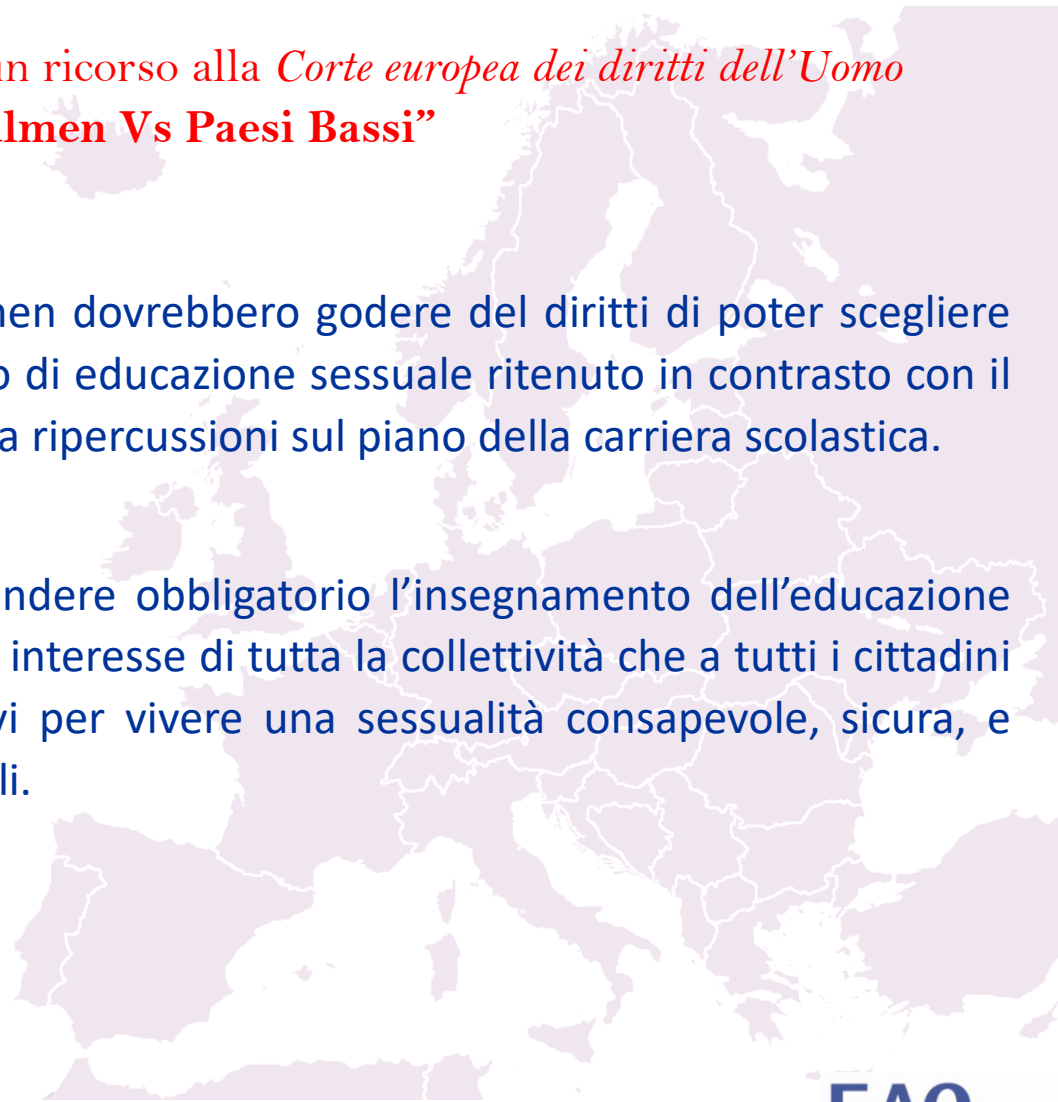 un ricorso alla Corte europea dei diritti dell’Uomo
lmen Vs Paesi Bassi”
men dovrebbero godere del diritti di poter scegliere
o di educazione sessuale ritenuto in contrasto con il
a ripercussioni sul piano della carriera scolastica.
ndere obbligatorio l’insegnamento dell’educazione
interesse di tutta la collettività che a tutti i cittadini
vi per vivere una sessualità consapevole, sicura, e
li.